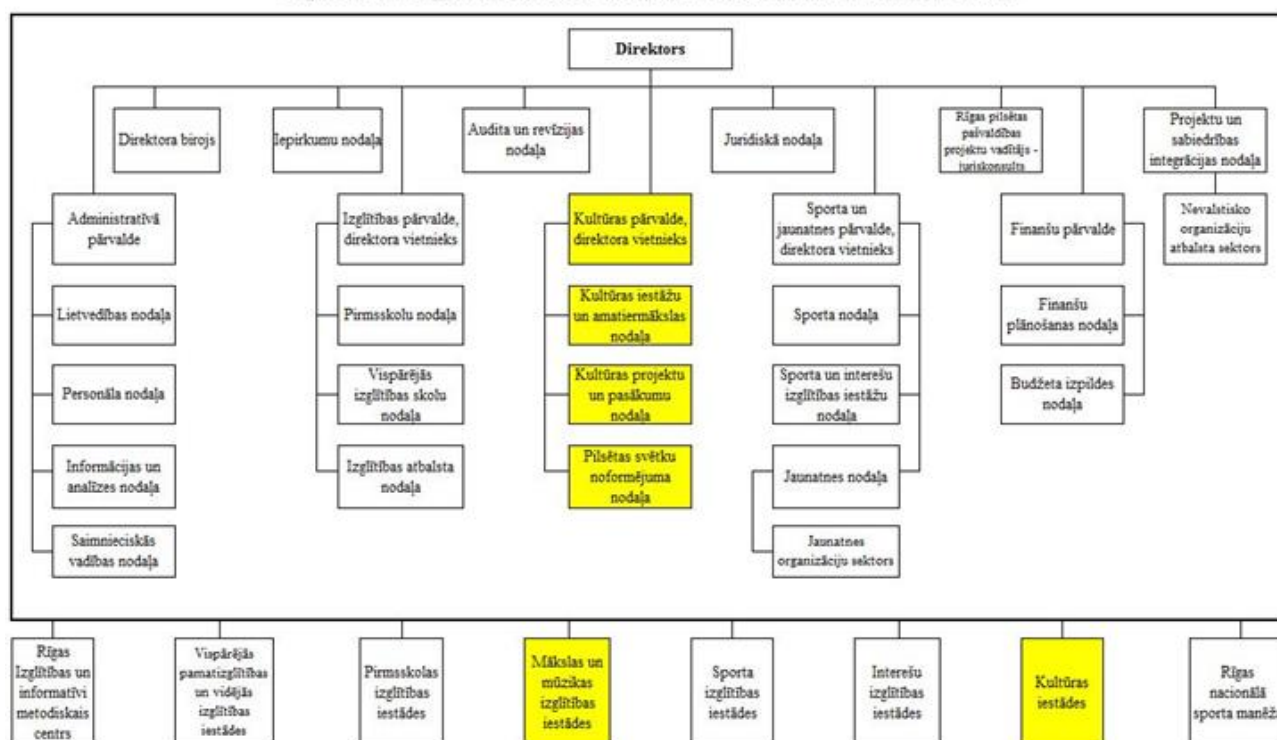 Direktors
Direktora birojs
Iepirkumu nodaļa
Audita un revīzijas
nodaļa
Juridiskā nodaļa
Rīgas pilsētas
pašvaldības
projektu vadītājs -
juriskonsults
Projektu un
sabiedrības
integrācijas nodaļa
Administratīvā
pārvalde
Izglītības pārvalde,
direktora vietnieks
Kultūras pārvalde,
direktora vietnieks
Sporta un
jaunatnes pārvalde,
direktora vietnieks
Finanšu pārvalde
Nevalstisko
organizāciju
atbalsta sektors
Lietvedības nodaļa
Pirmsskolu nodaļa
Kultūras iestāžu
un amatiermākslas
nodaļa
Sporta nodaļa
Finanšu
plānošanas nodaļa
Personāla nodaļa
Vispārējās
izglītības skolu
nodaļa
Kultūras projektu
un pasākumu
nodaļa
Sporta un interešu
izglītības iestāžu
nodaļa
Budžeta izpildes
nodaļa
Informācijas un
analīzes nodaļa
Izglītības atbalsta
nodaļa
Pilsētas svētku
noformējuma
nodaļa
Jaunatnes nodaļa
Saimnieciskās
vadības nodaļa
Jaunatnes
organizāciju sektors
Rīgas
Izglītības un
informatīvi
metodiskais
centrs
Vispārējās
pamatizglītības
un vidējās
izglītības
iestādes
Pirmsskolas
izglītības
iestādes
Mākslas un
mūzikas
izglītības
iestādes
Sporta
izglītības
iestādes
Interešu
izglītības
iestādes
Kultūras
iestādes
Rīgas
nacionālā
sporta manēža